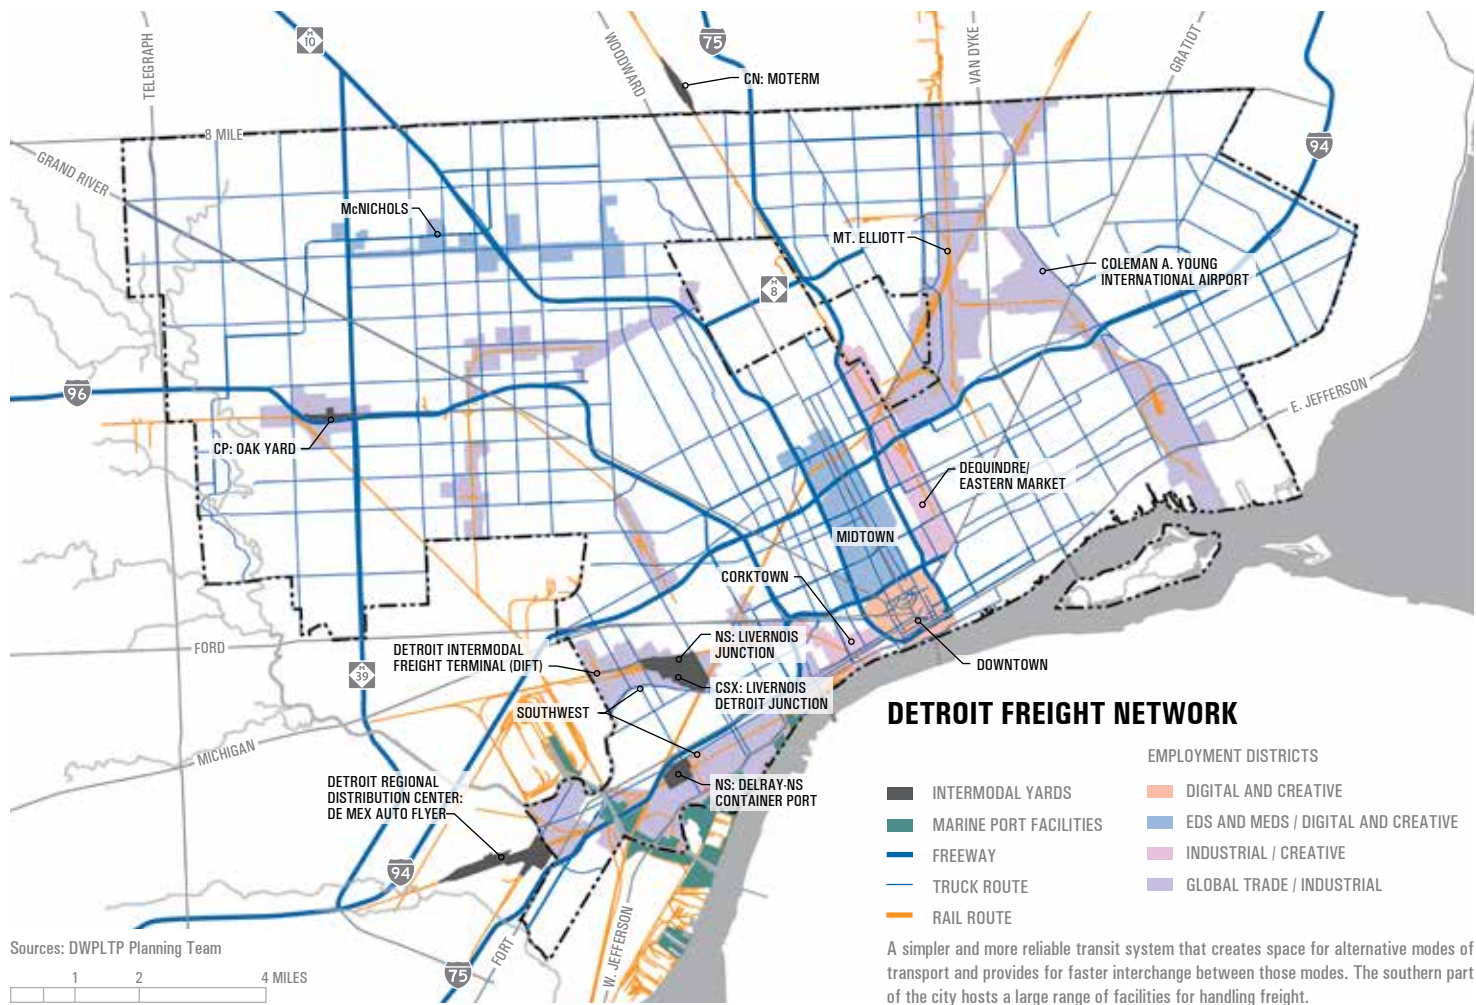 TELEGRAPH
M
10
WOODWARD
75
VAN DYKE
GRATIOT
CN: MOTERM
8 MILE
94
GRAND RIVER
McNICHOLS
MT. ELLIOTT
COLEMAN A. YOUNG
INTERNATIONAL AIRPORT
M
8
96
E. JEFFERSON
CP: OAK YARD
DEQUINDRE/
EASTERN MARKET
MIDTOWN
CORKTOWN
FORD
DETROIT INTERMODAL
FREIGHT TERMINAL (DIFT)
NS: LIVERNOIS
JUNCTION
DOWNTOWN
M
39
CSX: LIVERNOIS
DETROIT JUNCTION
SOUTHWEST
MICHIGAN
DETROIT REGIONAL
DISTRIBUTION CENTER:
DE MEX AUTO FLYER
NS: DELRAY-NS
CONTAINER PORT
94
FORT
75
W. JEFFERSON
DETROIT FREIGHT NETWORK
INTERMODAL YARDS
MARINE PORT FACILITIES
FREEWAY
TRUCK ROUTE
RAIL ROUTE
EMPLOYMENT DISTRICTS
DIGITAL AND CREATIVE
EDS AND MEDS / DIGITAL AND CREATIVE
INDUSTRIAL / CREATIVE
GLOBAL TRADE / INDUSTRIAL
A simpler and more reliable transit system that creates space for alternative modes of
transport and provides for faster interchange between those modes. The southern part
of the city hosts a large range of facilities for handling freight.
Sources: DWPLTP Planning Team
1 2 4 MILES